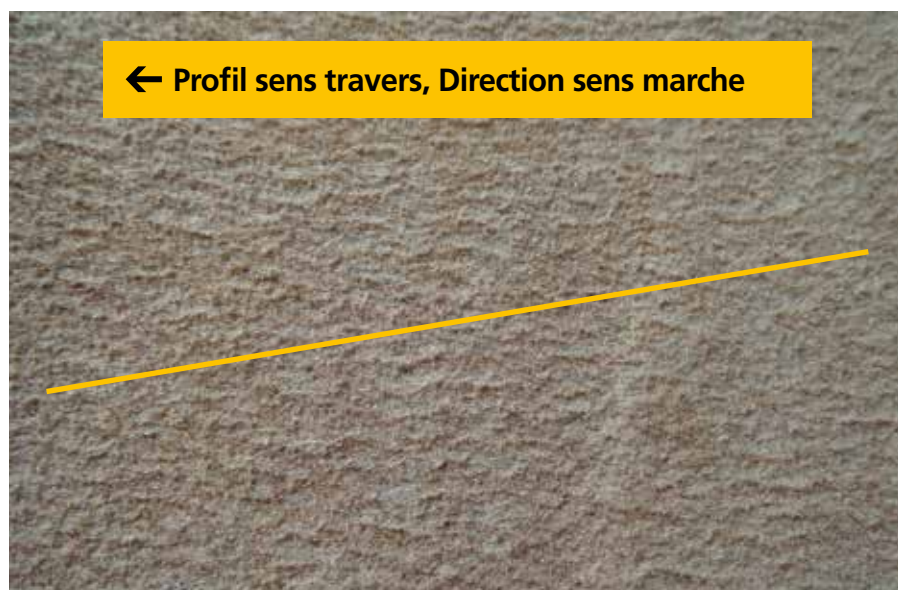 ← Profil sens travers, Direction sens marche